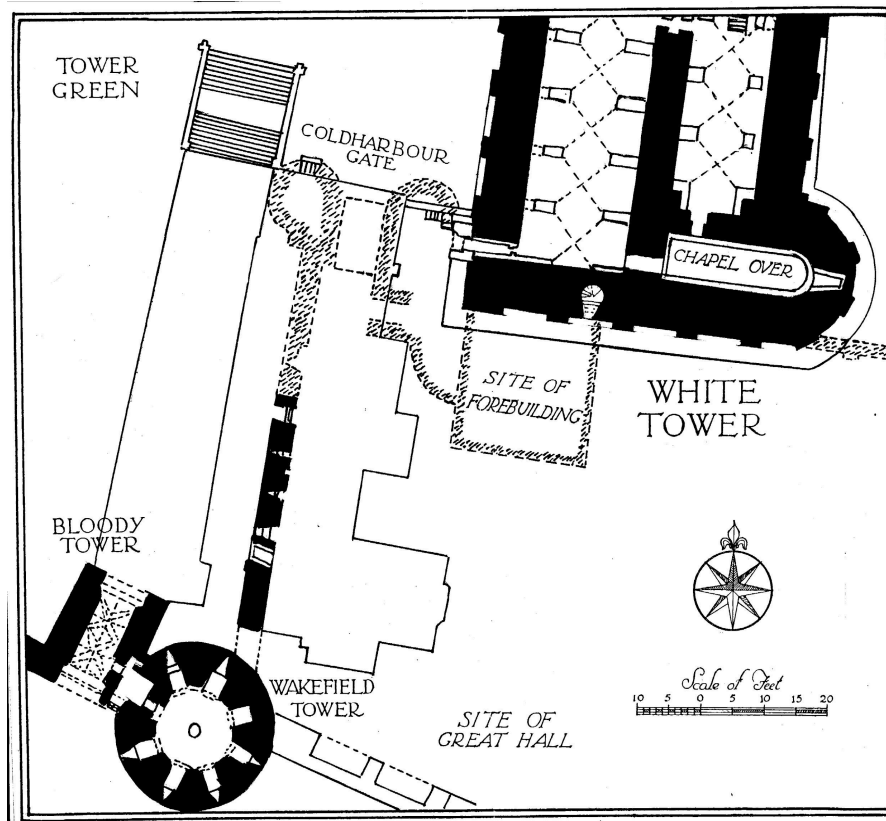 TOWER
GREEN
COLDHARBOUR
GATE
CHAPEL OVER
SITE OF
FOREBUILDING
WHITE
TOWER
BLOODY
TOWER
WAKEFIELD
TOWER
SITE OF
GREAT HALL
Scale of Feet
10 5 0 5 10 15 20